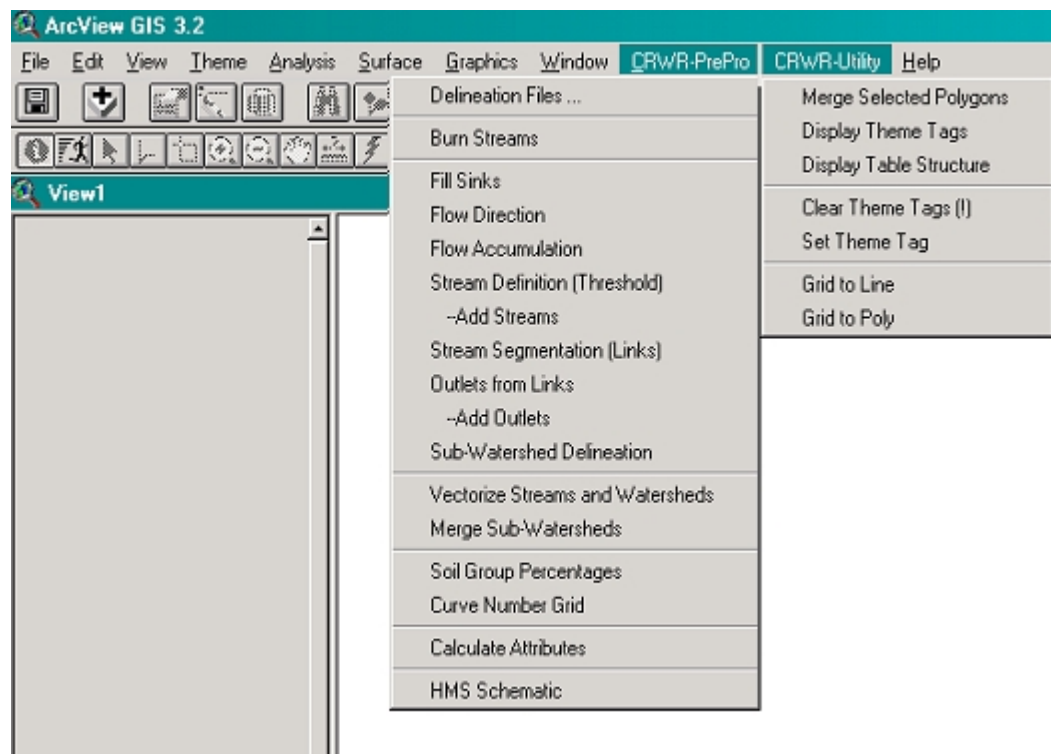 ArcView GIS 3.2
File Edit View Theme Analysis Surface Graphics Window CRWR-PrePro CRWR-Utility Help
View1
Delineation Files ...
Burn Streams
Fill Sinks
Flow Direction
Flow Accumulation
Stream Definition (Threshold)
--Add Streams
Stream Segmentation (Links)
Outlets from Links
--Add Outlets
Sub-Watershed Delineation
Vectorize Streams and Watersheds
Merge Sub-Watersheds
Soil Group Percentages
Curve Number Grid
Calculate Attributes
HMS Schematic
Merge Selected Polygons
Display Theme Tags
Display Table Structure
Clear Theme Tags (!)
Set Theme Tag
Grid to Line
Grid to Poly